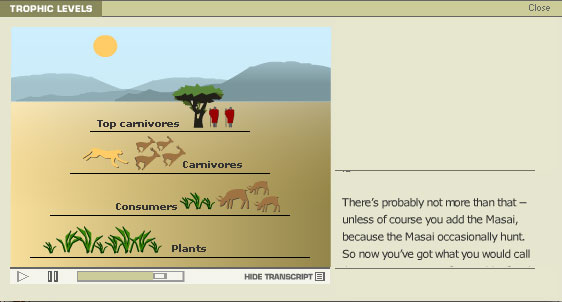 TROPHIC LEVELS
Close
Top carnivores
Carnivores
Consumers
Plants
HIDE TRANSCRIPT
There's probably not more than that –
unless of course you add the Masai,
because the Masai occasionally hunt.
So now you've got what you would call